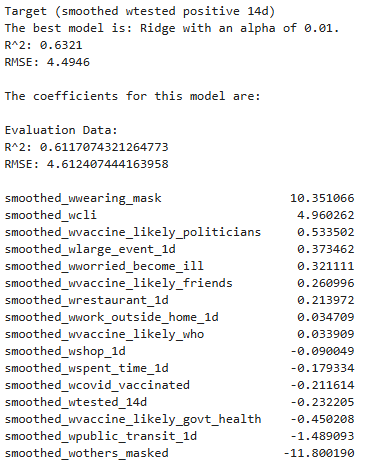 Target (smoothed wtested positive 14d)
The best model is: Ridge with an alpha of 0.01.
R^2: 0.6321
RMSE: 4.4946
The coefficients for this model are:
Evaluation Data:
R^2: 0.6117074321264773
RMSE: 4.612407444163958
smoothed_wwearing_mask 10.351066
smoothed_wcli 4.960262
smoothed_wvaccine_likely_politicians 0.533502
smoothed_wlarge_event_1d 0.373462
smoothed_wworried_become_ill 0.321111
smoothed_wvaccine_likely_friends 0.260996
smoothed_wrestaurant_1d 0.213972
smoothed_wwork_outside_home_1d 0.034709
smoothed_wvaccine_likely_who 0.033909
smoothed_wshop_1d -0.090049
smoothed_wspent_time_1d -0.179334
smoothed_wcovid_vaccinated -0.211614
smoothed_wtested_14d -0.232205
smoothed_wvaccine_likely_govt_health -0.450208
smoothed_wpublic_transit_1d -1.489093
smoothed_wothers_masked -11.800190